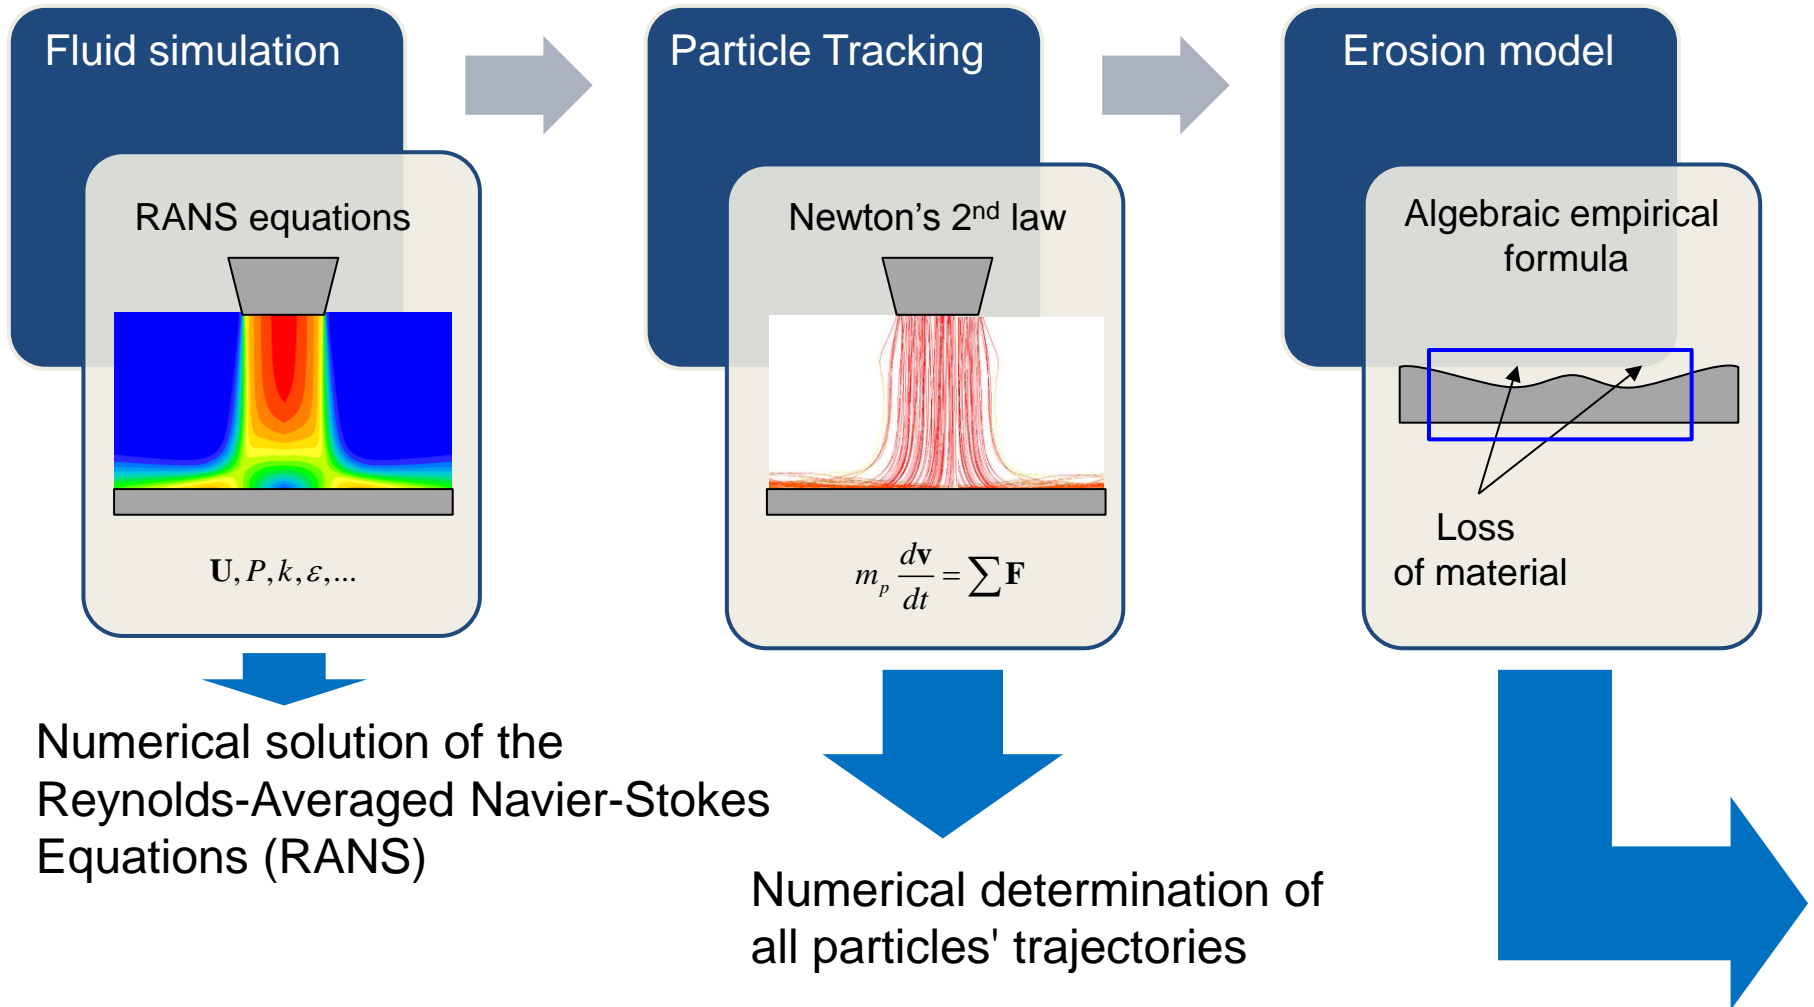 Fluid simulation
RANS equations
U, P, k, ε,...
Numerical solution of the
Reynolds-Averaged Navier-Stokes
Equations (RANS)
Particle Tracking
Newton’s 2nd law
m_p dv/dt = ∑ F
Numerical determination of
all particles' trajectories
Erosion model
Algebraic empirical
formula
Loss
of material